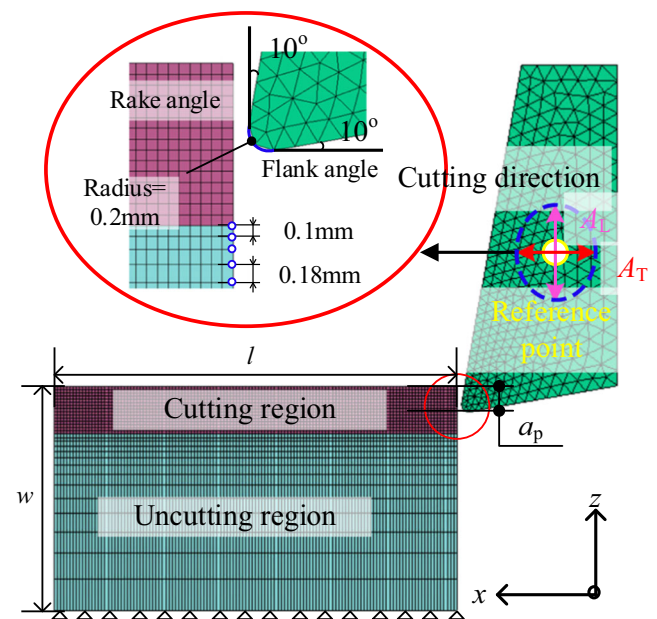 10°
Rake angle
10°
Flank angle
Radius=
0.2mm
0.1mm
0.18mm
Cutting direction
A_L
A_T
Reference
point
l
Cutting region
a_p
w
Uncutting region
z
x